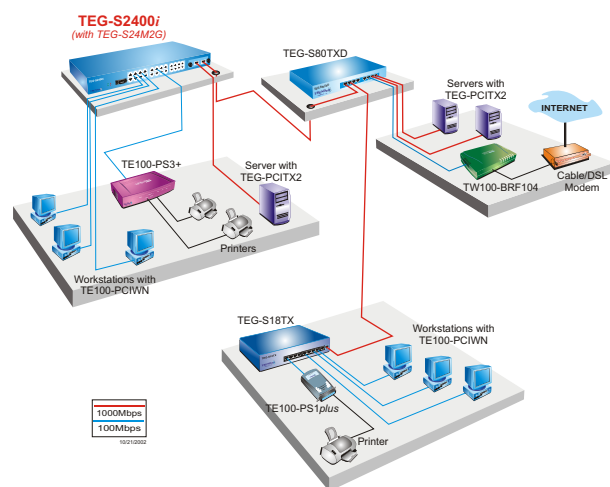 TEG-S2400i
(with TEG-S24M2G)
TEG-S80TXD
Servers with
TEG-PCITX2
INTERNET
TE100-PS3+
Server with
TEG-PCITX2
TW100-BRF104
Cable/DSL
Modem
Printers
Workstations with
TE100-PCIWN
TEG-S18TX
Workstations with
TE100-PCIWN
TE100-PS1plus
Printer
1000Mbps
100Mbps
10/21/2002